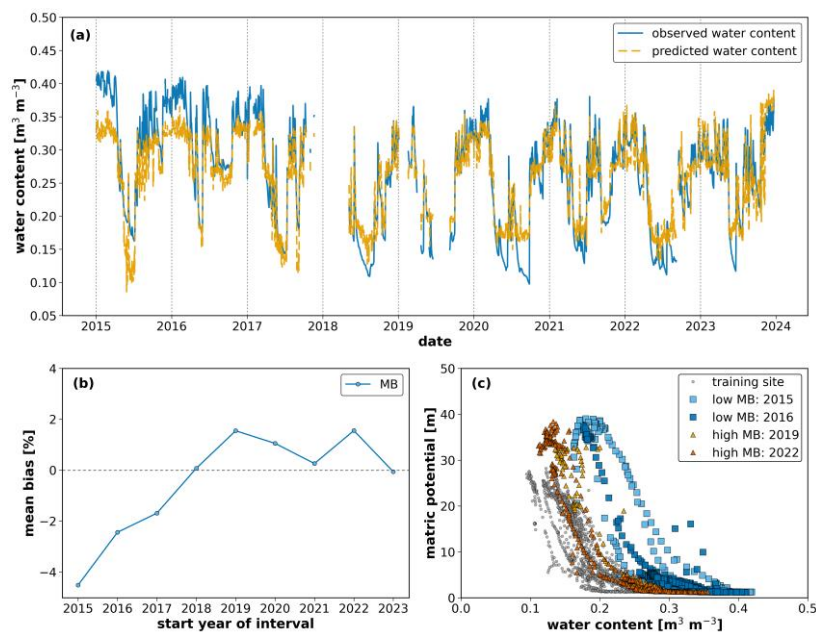 (a)
observed water content
predicted water content
water content [m³ m⁻³]
0.50
0.45
0.40
0.35
0.30
0.25
0.20
0.15
0.10
0.05
2015 2016 2017 2018 2019 2020 2021 2022 2023 2024
date
(b)
MB
mean bias [%]
4
2
0
−2
−4
2015 2016 2017 2018 2019 2020 2021 2022 2023
start year of interval
(c)
training site
low MB: 2015
low MB: 2016
high MB: 2019
high MB: 2022
matric potential [m]
50
40
30
20
10
0
0.0 0.1 0.2 0.3 0.4 0.5
water content [m³ m⁻³]